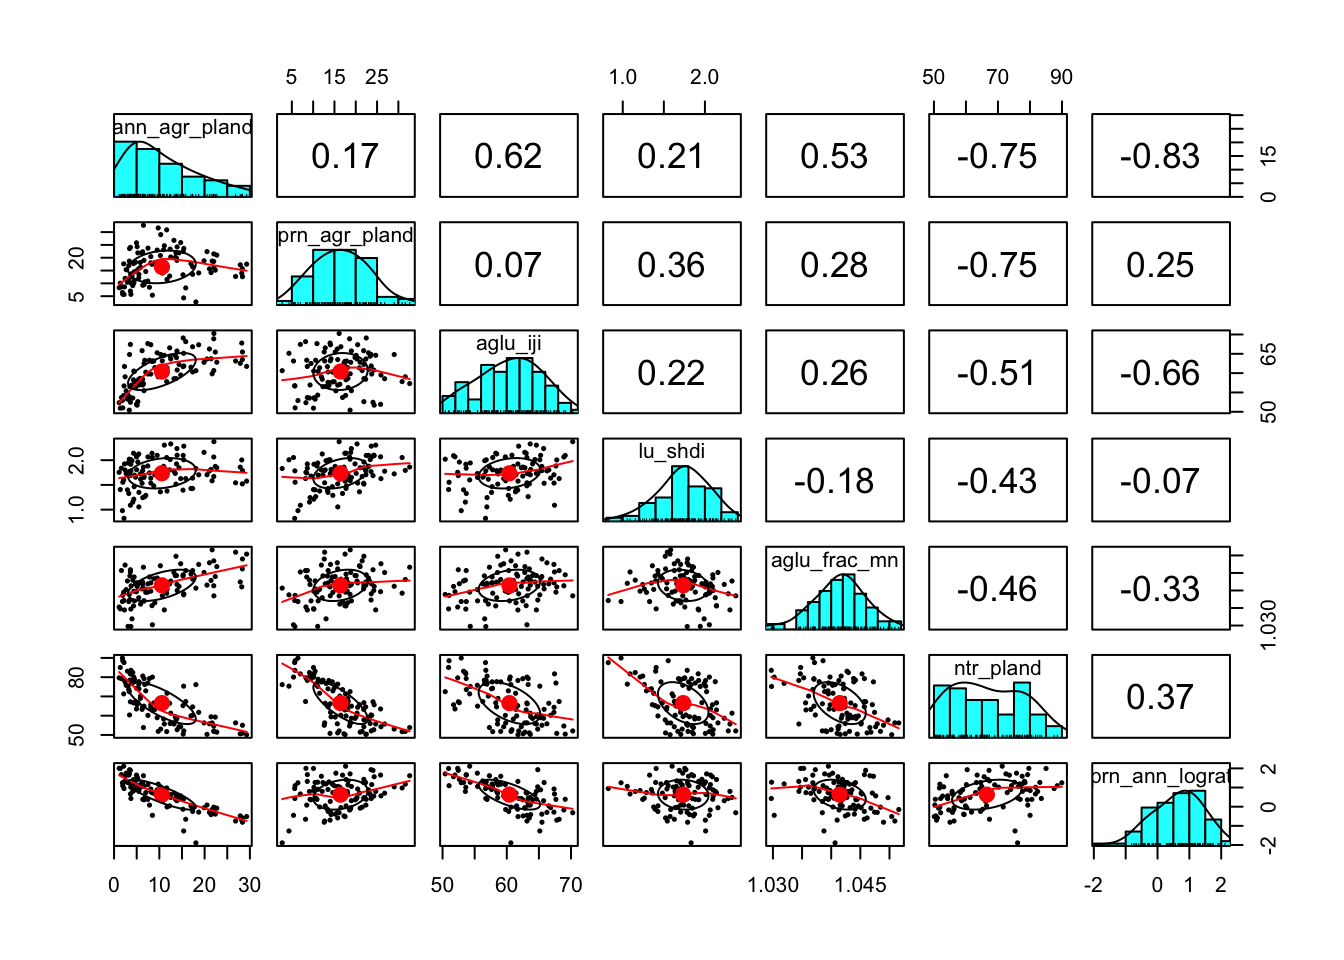 5 15 25 1.0 2.0 50 70 90
ann_agr_pland 0.17 0.62 0.21 0.53 -0.75 -0.83 0 15
5 20 prn_agr_pland 0.07 0.36 0.28 -0.75 0.25
aglu_iji 0.22 0.26 -0.51 -0.66 50 65
1.0 2.0 lu_shdi -0.18 -0.43 -0.07
aglu_frac_mn -0.46 -0.33 1.030
50 80 ntr_pland 0.37
prn_ann_lograt -2 0 2
0 10 20 30 50 60 70 1.030 1.045 -2 0 1 2